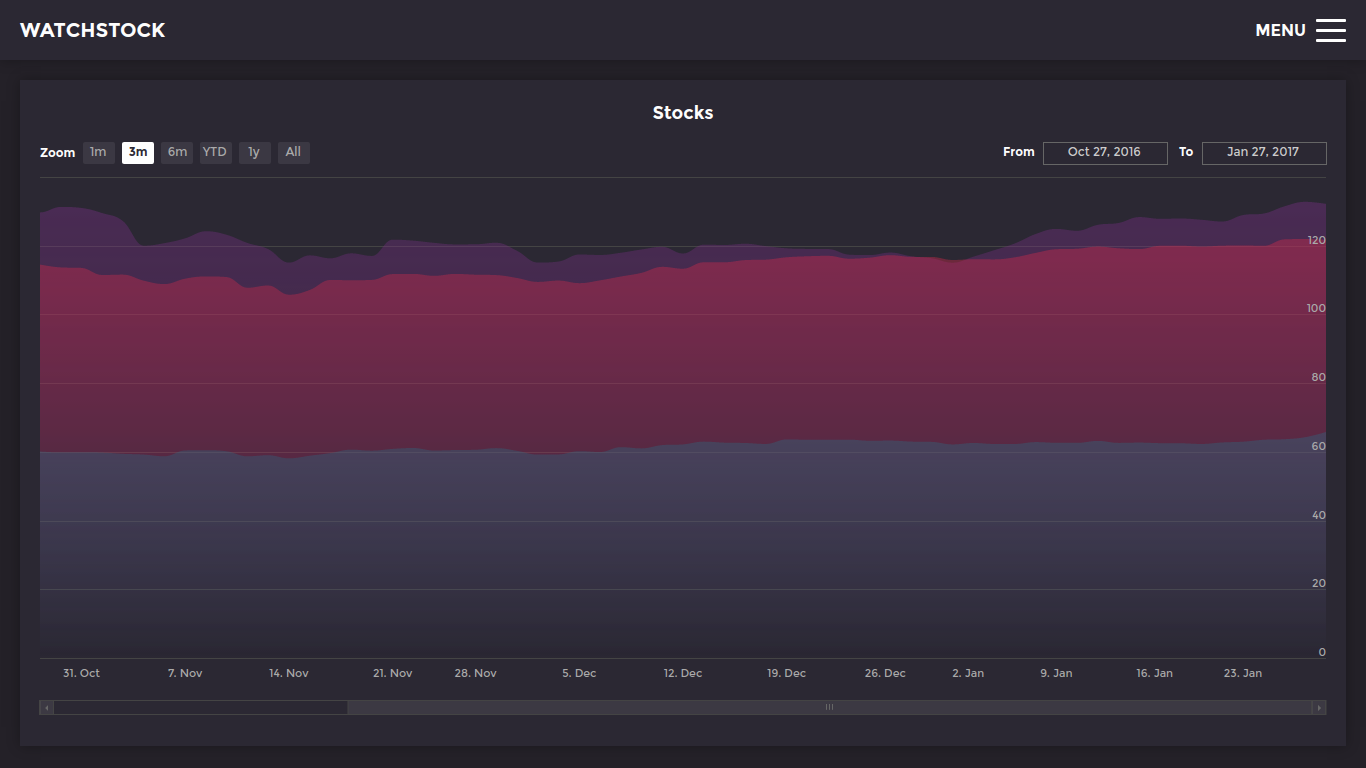 WATCHSTOCK
MENU
Stocks
Zoom 1m 3m 6m YTD 1y All
From Oct 27, 2016 To Jan 27, 2017
120
100
80
60
40
20
0
31. Oct 7. Nov 14. Nov 21. Nov 28. Nov 5. Dec 12. Dec 19. Dec 26. Dec 2. Jan 9. Jan 16. Jan 23. Jan